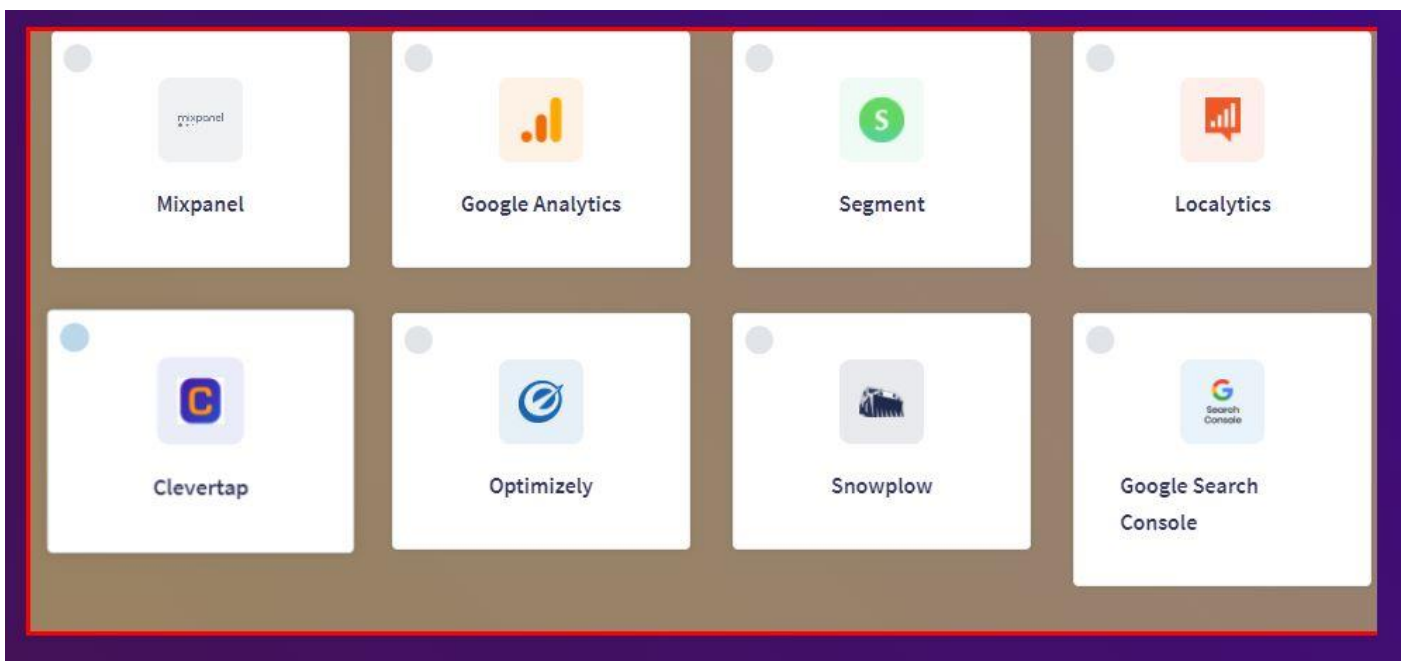 mixpanel
S
Mixpanel
Google Analytics
Segment
Localytics
C
G
Search
Console
Clevertap
Optimizely
Snowplow
Google Search
Console